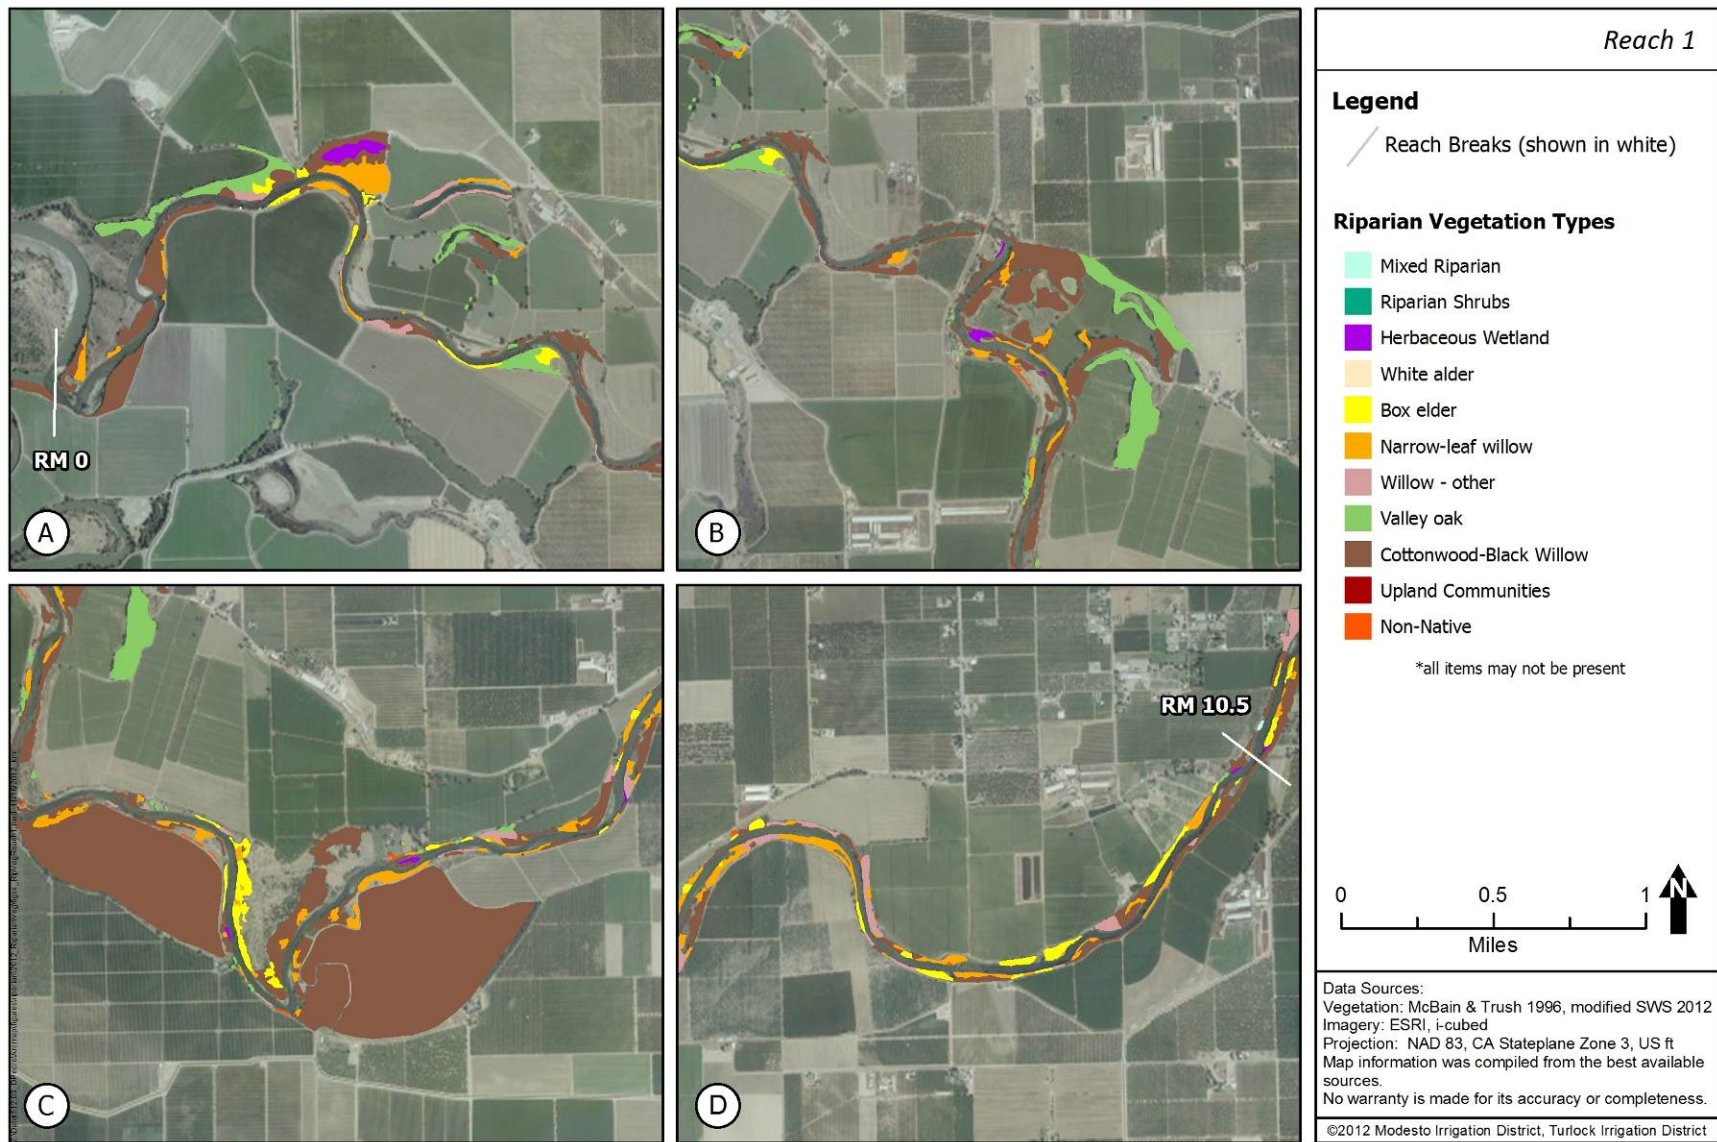 Reach 1
Legend
Reach Breaks (shown in white)
Riparian Vegetation Types
Mixed Riparian
Riparian Shrubs
Herbaceous Wetland
White alder
Box elder
Narrow-leaf willow
Willow - other
Valley oak
Cottonwood-Black Willow
Upland Communities
Non-Native
*all items may not be present
RM 0
A
B
C
RM 10.5
D
0 0.5 1
Miles
N
Data Sources:
Vegetation: McBain & Trush 1996, modified SWS 2012
Imagery: ESRI, i-cubed
Projection: NAD 83, CA Stateplane Zone 3, US ft
Map information was compiled from the best available
sources.
No warranty is made for its accuracy or completeness.
©2012 Modesto Irrigation District, Turlock Irrigation District